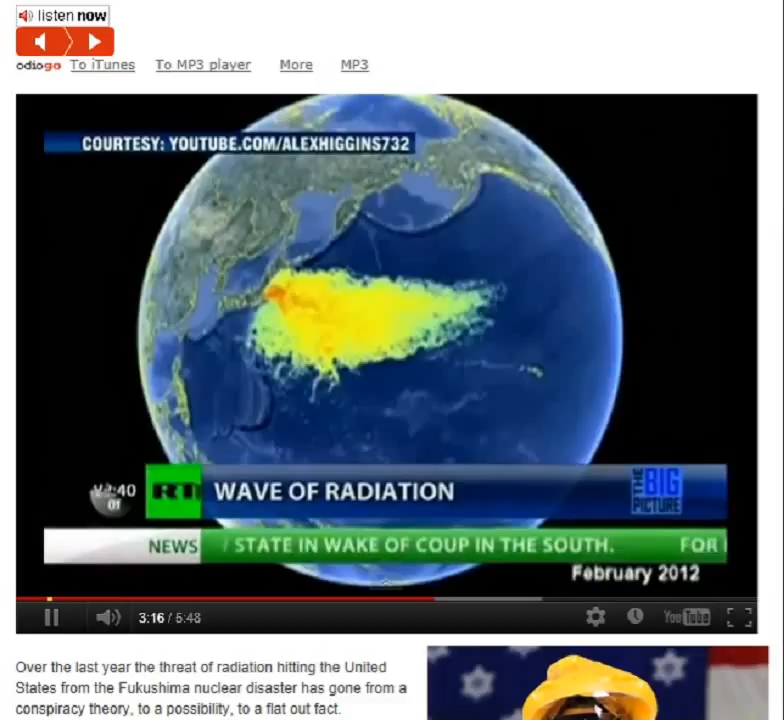 listen now
odiogo To iTunes To MP3 player More MP3
COURTESY: YOUTUBE.COM/ALEXHIGGINS732
:40
01
RT WAVE OF RADIATION
THE BIG PICTURE
NEWS STATE IN WAKE OF COUP IN THE SOUTH. FOR
February 2012
3:16 / 5:48
YouTube
Over the last year the threat of radiation hitting the United
States from the Fukushima nuclear disaster has gone from a
conspiracy theory, to a possibility, to a flat out fact.